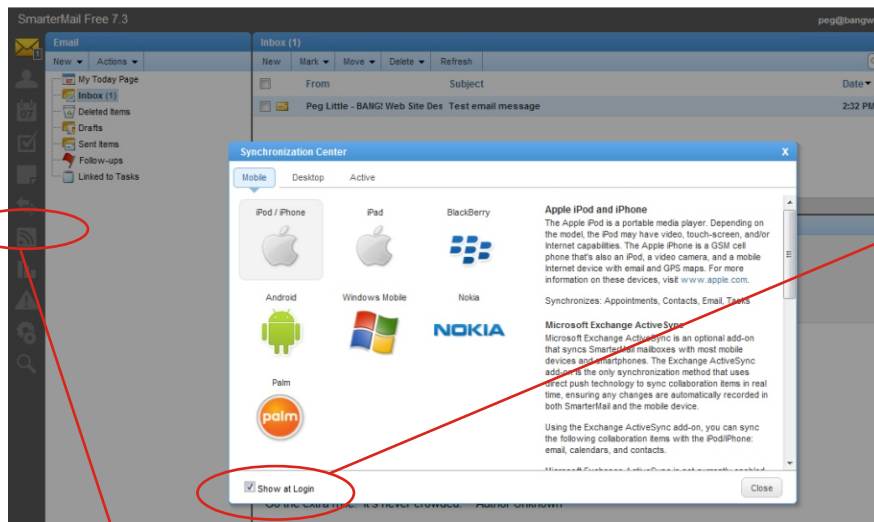 SmarterMail Free 7.3
peg@bangw
1
Email
New Actions
My Today Page
Inbox (1)
Deleted Items
Drafts
Sent Items
Follow-ups
Linked to Tasks
07
Inbox (1)
New Mark Move Delete Refresh
From Subject Date
Peg Little - BANG! Web Site Des Test email message 2:32 PM
Synchronization Center X
Mobile Desktop Active
iPod / iPhone iPad BlackBerry
Android Windows Mobile Nokia
NOKIA
Palm
palm
Apple iPod and iPhone
The Apple iPod is a portable media player. Depending on
the model, the iPod may have video, touch-screen, and/or
Internet capabilities. The Apple iPhone is a GSM cell
phone that's also an iPod, a video camera, and a mobile
Internet device with email and GPS maps. For more
information on these devices, visit www.apple.com.
Synchronizes: Appointments, Contacts, Email, Tasks
Microsoft Exchange ActiveSync
Microsoft Exchange ActiveSync is an optional add-on
that syncs SmarterMail mailboxes with most mobile
devices and smartphones. The Exchange ActiveSync
add-on is the only synchronization method that uses
direct push technology to sync collaboration items in real
time, ensuring any changes are automatically recorded in
both SmarterMail and the mobile device.
Using the Exchange ActiveSync add-on, you can sync
the following collaboration items with the iPod/iPhone:
email, calendars, and contacts.
Microsoft Exchange ActiveSync is not currently enabled
Show at Login Close
Go the extra mile. It's never crowded. Author Unknown